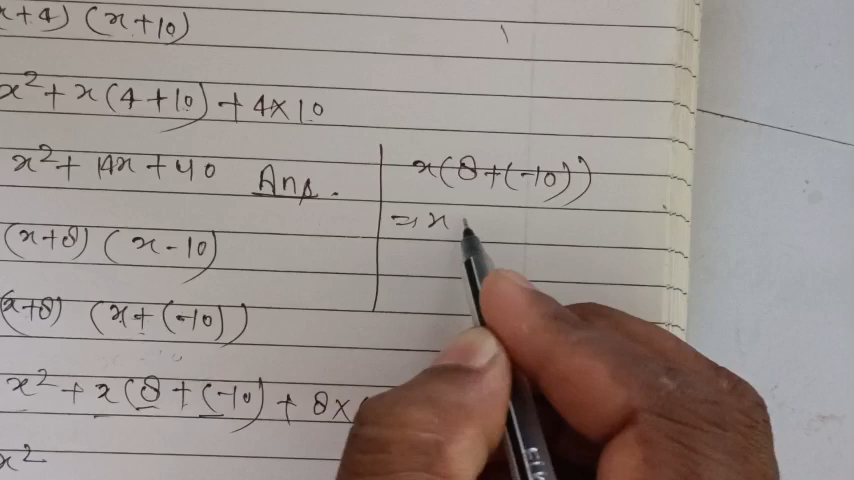 x+4) (x+10)
x² + x(4+10) + 4×10
x² + 14x + 40 Ans.
x(8+(-10))
= x
(x+8) (x-10)
(x+8) (x+(-10))
x² + x(8+(-10) + 8×
x²